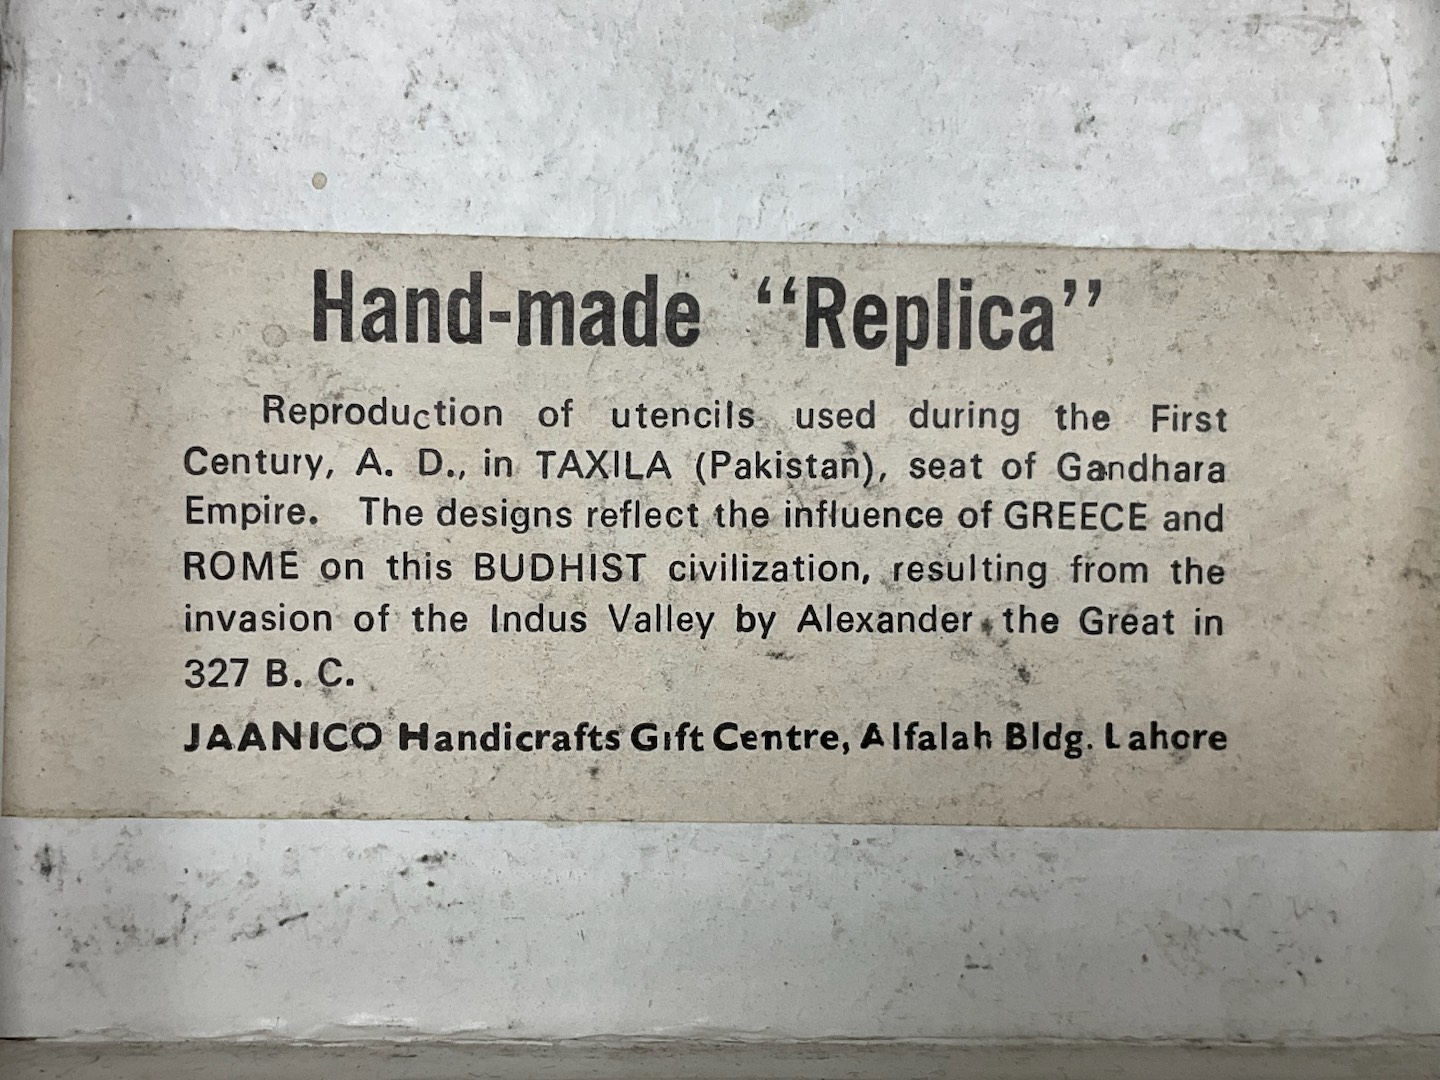 Hand-made “Replica”
Reproduction of utencils used during the First
Century, A. D., in TAXILA (Pakistan), seat of Gandhara
Empire. The designs reflect the influence of GREECE and
ROME on this BUDHIST civilization, resulting from the
invasion of the Indus Valley by Alexander the Great in
327 B. C.
JAANICO Handicrafts Gift Centre, Alfalah Bldg. Lahore